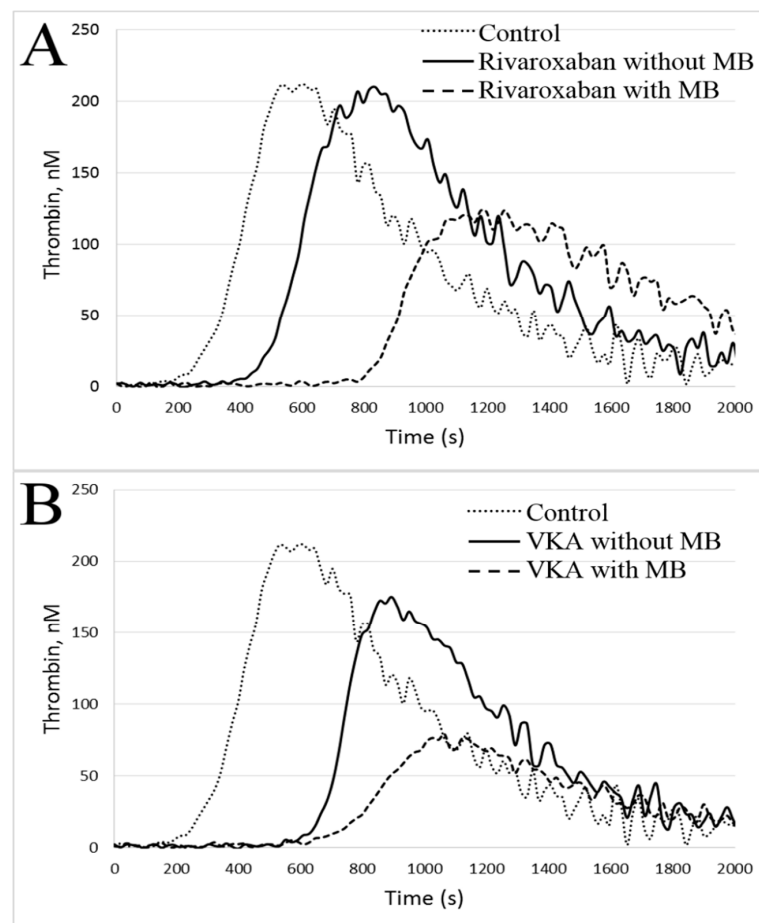 A
250
Control
Rivaroxaban without MB
Rivaroxaban with MB
200
150
100
50
0
Thrombin, nM
0 200 400 600 800 1000 1200 1400 1600 1800 2000
Time (s)
B
250
Control
VKA without MB
VKA with MB
200
150
100
50
0
Thrombin, nM
0 200 400 600 800 1000 1200 1400 1600 1800 2000
Time (s)